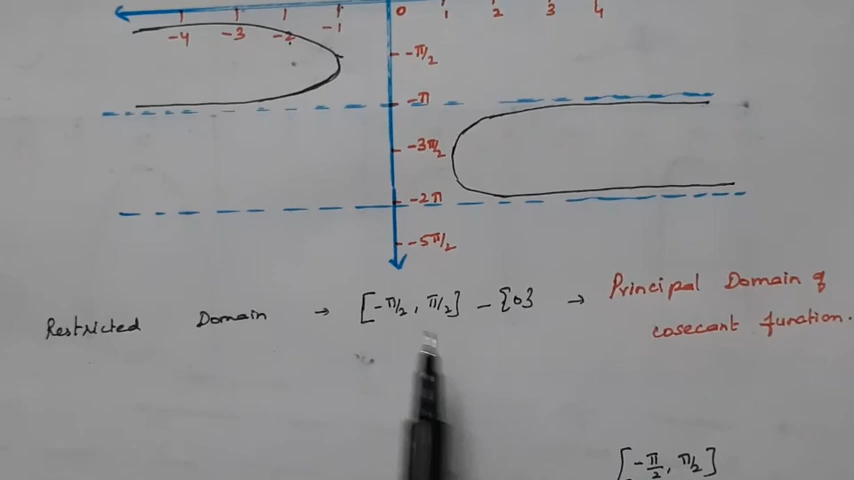 -4 -3 -2 -1 0 1 2 3 4
-π/2
-π
-3π/2
-2π
-5π/2
Restricted Domain → [-π/2, π/2] - {0} → Principal Domain of
cosecant function.
[-π/2, π/2]